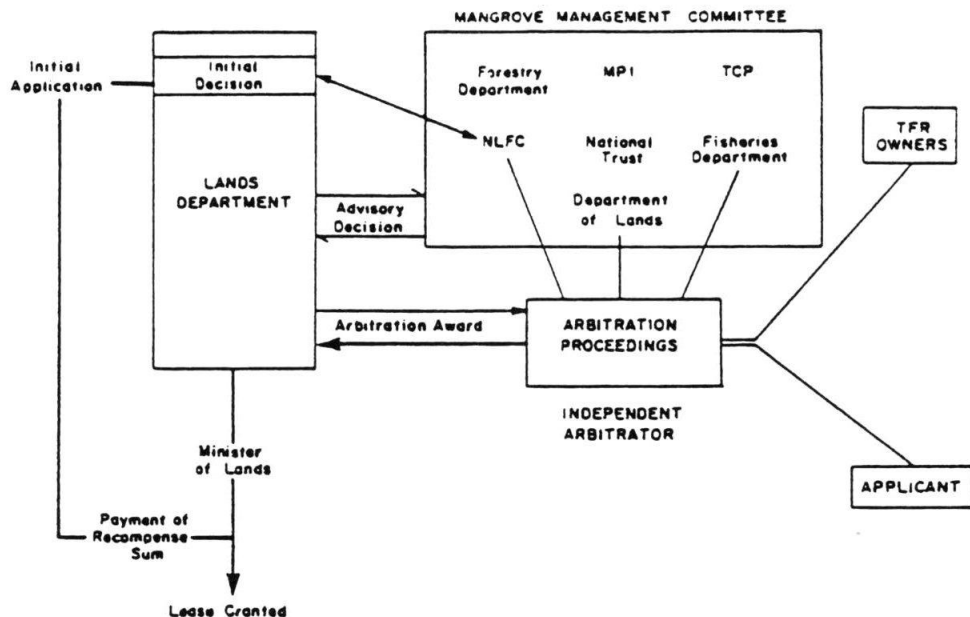 MANGROVE MANAGEMENT COMMITTEE
Initial
Application
Initial
Decision
Forestry
Department
MPI
TCP
NLFC
National
Trust
Fisheries
Department
Department
of Lands
TFR
OWNERS
LANDS
DEPARTMENT
Advisory
Decision
Arbitration Award
ARBITRATION
PROCEEDINGS
INDEPENDENT
ARBITRATOR
Minister
of Lands
APPLICANT
Payment of
Recompense
Sum
Lease Granted